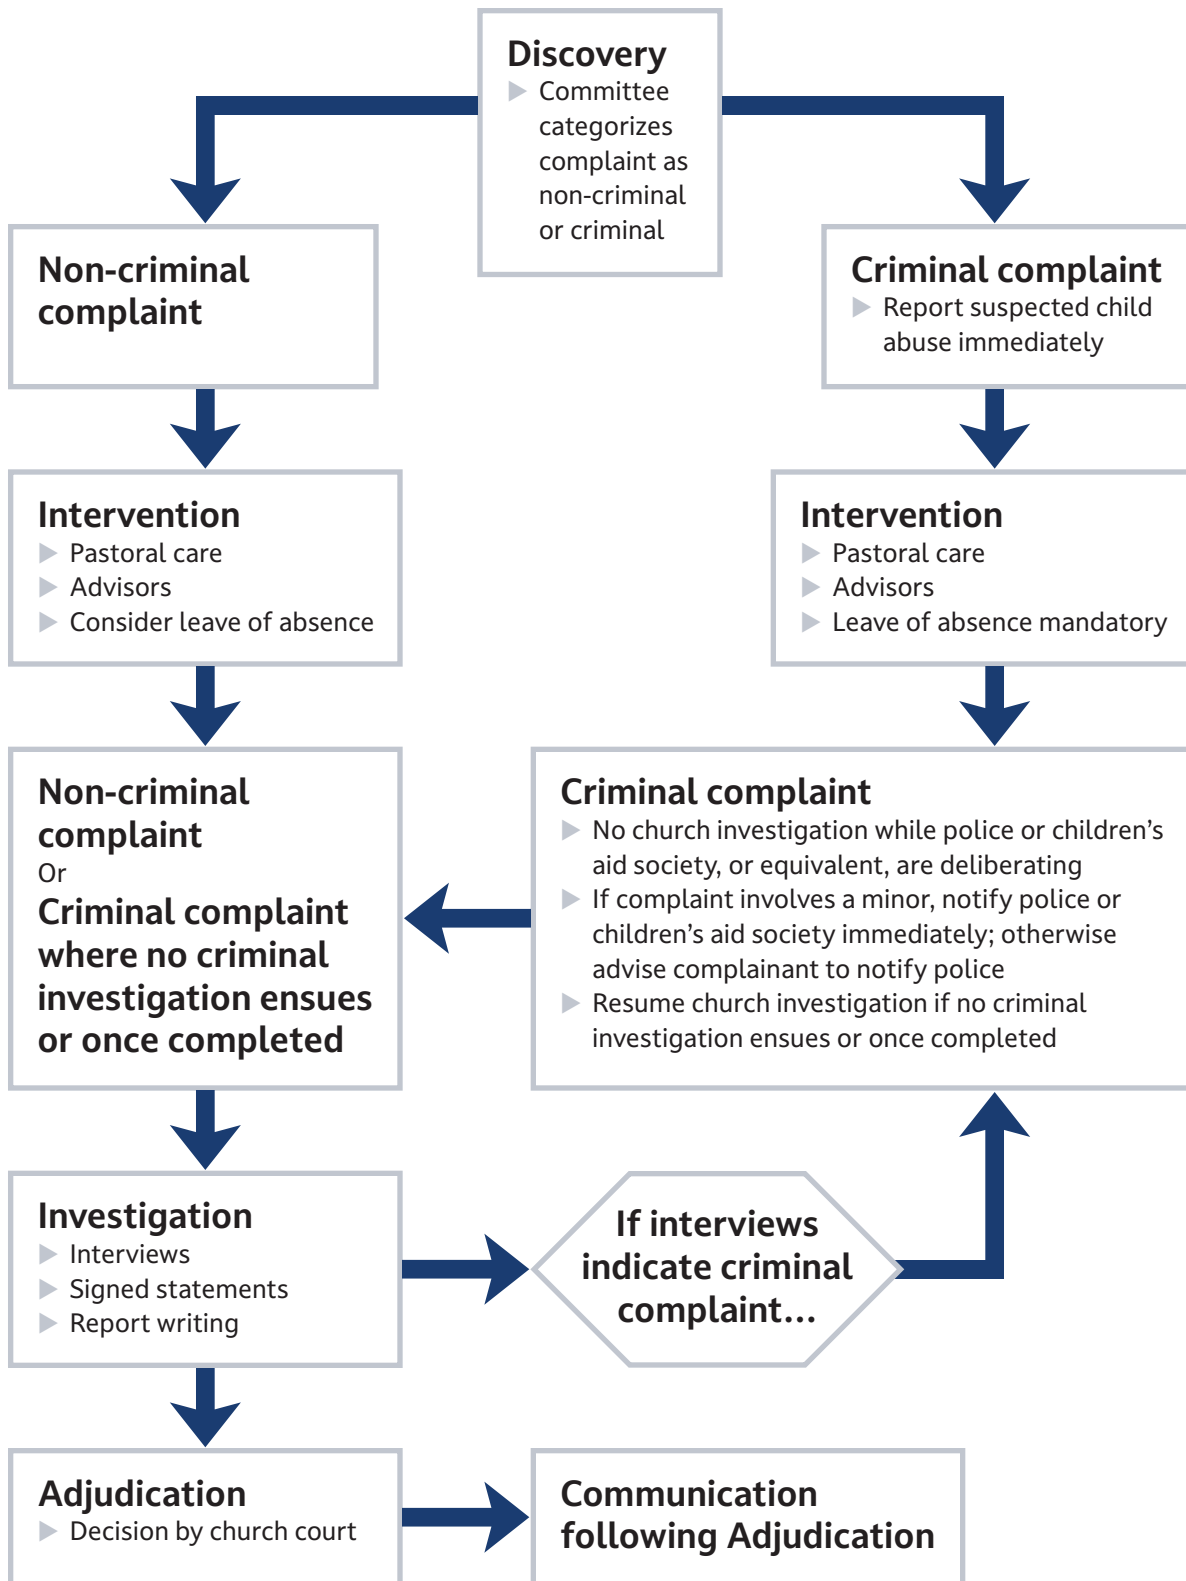 Discovery
Committee
categorizes
complaint as
non-criminal
or criminal
Non-criminal
complaint
Criminal complaint
Report suspected child
abuse immediately
Intervention
Pastoral care
Advisors
Consider leave of absence
Intervention
Pastoral care
Advisors
Leave of absence mandatory
Non-criminal
complaint
Or
Criminal complaint
where no criminal
investigation ensues
or once completed
Criminal complaint
No church investigation while police or children’s
aid society, or equivalent, are deliberating
If complaint involves a minor, notify police or
children’s aid society immediately; otherwise
advise complainant to notify police
Resume church investigation if no criminal
investigation ensues or once completed
Investigation
Interviews
Signed statements
Report writing
If interviews
indicate criminal
complaint…
Adjudication
Decision by church court
Communication
following Adjudication